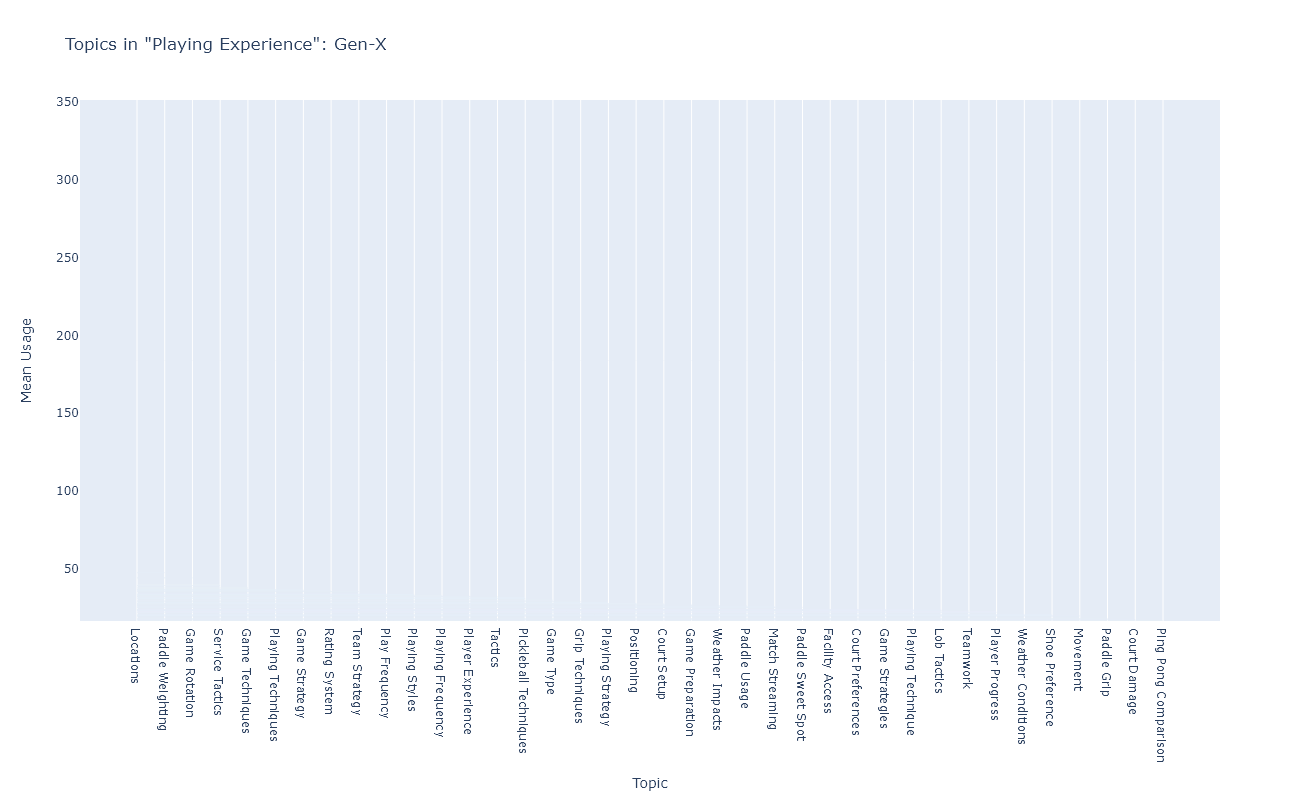 Topics in "Playing Experience": Gen-X
350
300
250
200
150
100
50
Mean Usage
Locations
Paddle Weighting
Game Rotation
Service Tactics
Game Techniques
Playing Techniques
Game Strategy
Rating System
Team Strategy
Play Frequency
Playing Styles
Playing Frequency
Player Experience
Tactics
Pickleball Techniques
Game Type
Grip Techniques
Playing Strategy
Positioning
Court Setup
Game Preparation
Weather Impacts
Paddle Usage
Match Streaming
Paddle Sweet Spot
Facility Access
Court Preferences
Game Strategies
Playing Technique
Lob Tactics
Teamwork
Player Progress
Weather Conditions
Shoe Preference
Movement
Paddle Grip
Court Damage
Ping Pong Comparison
Topic